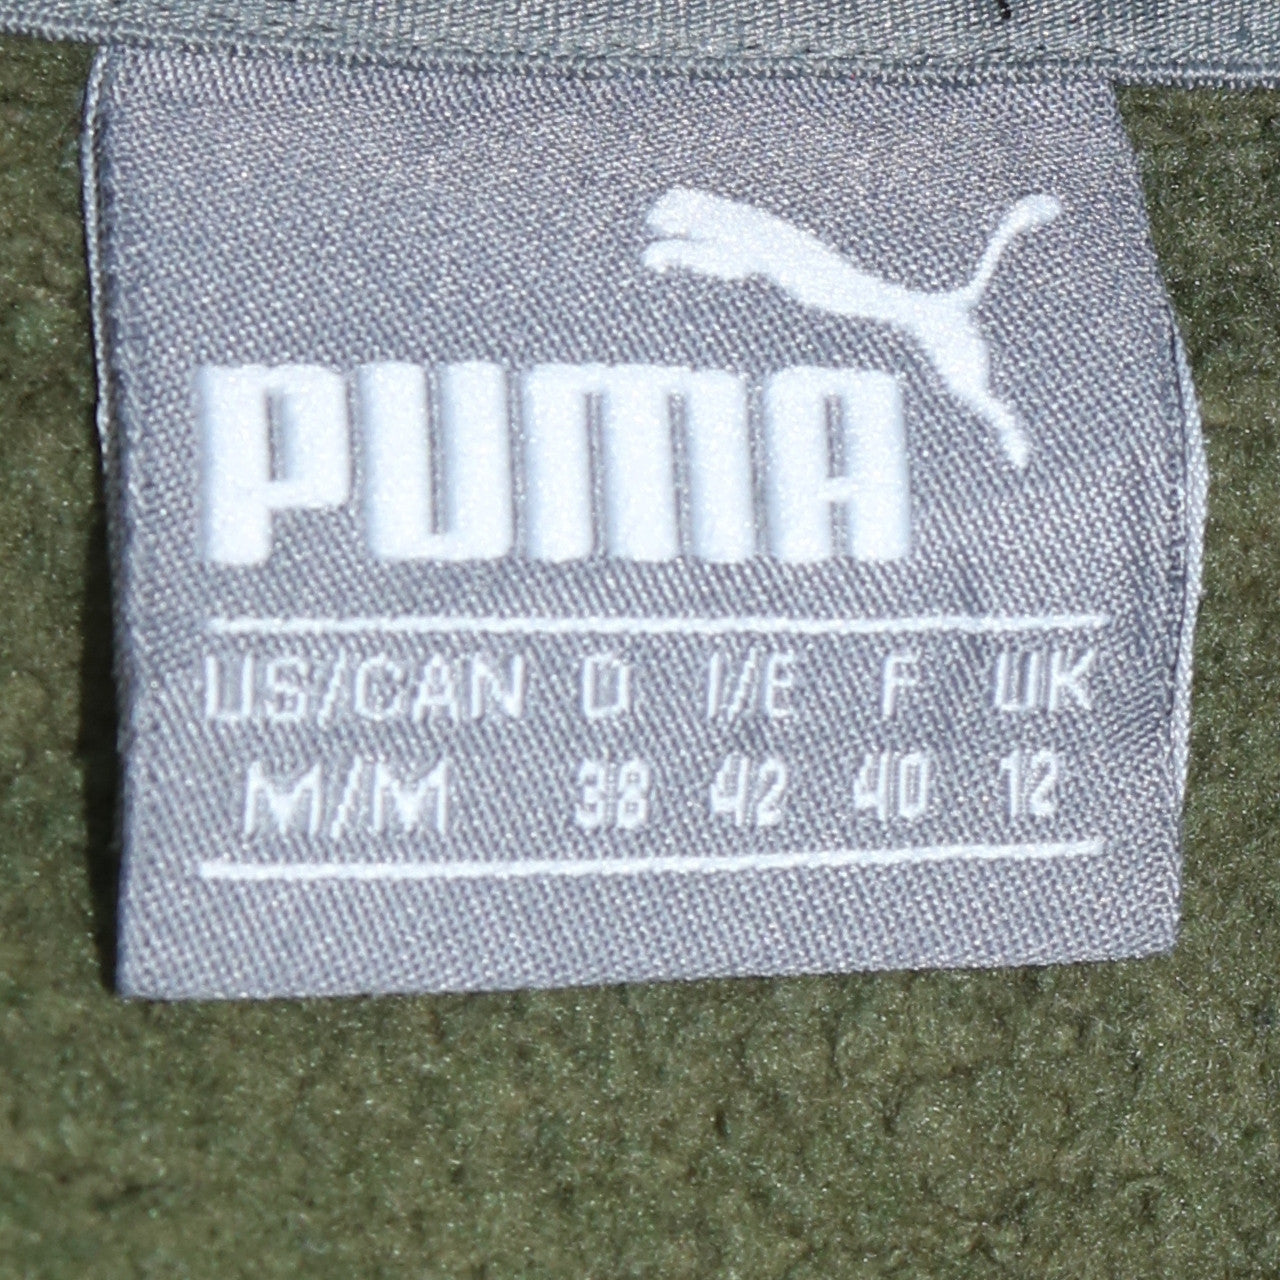 PUMA
US/CAN D I/E F UK
M/M 38 42 40 12